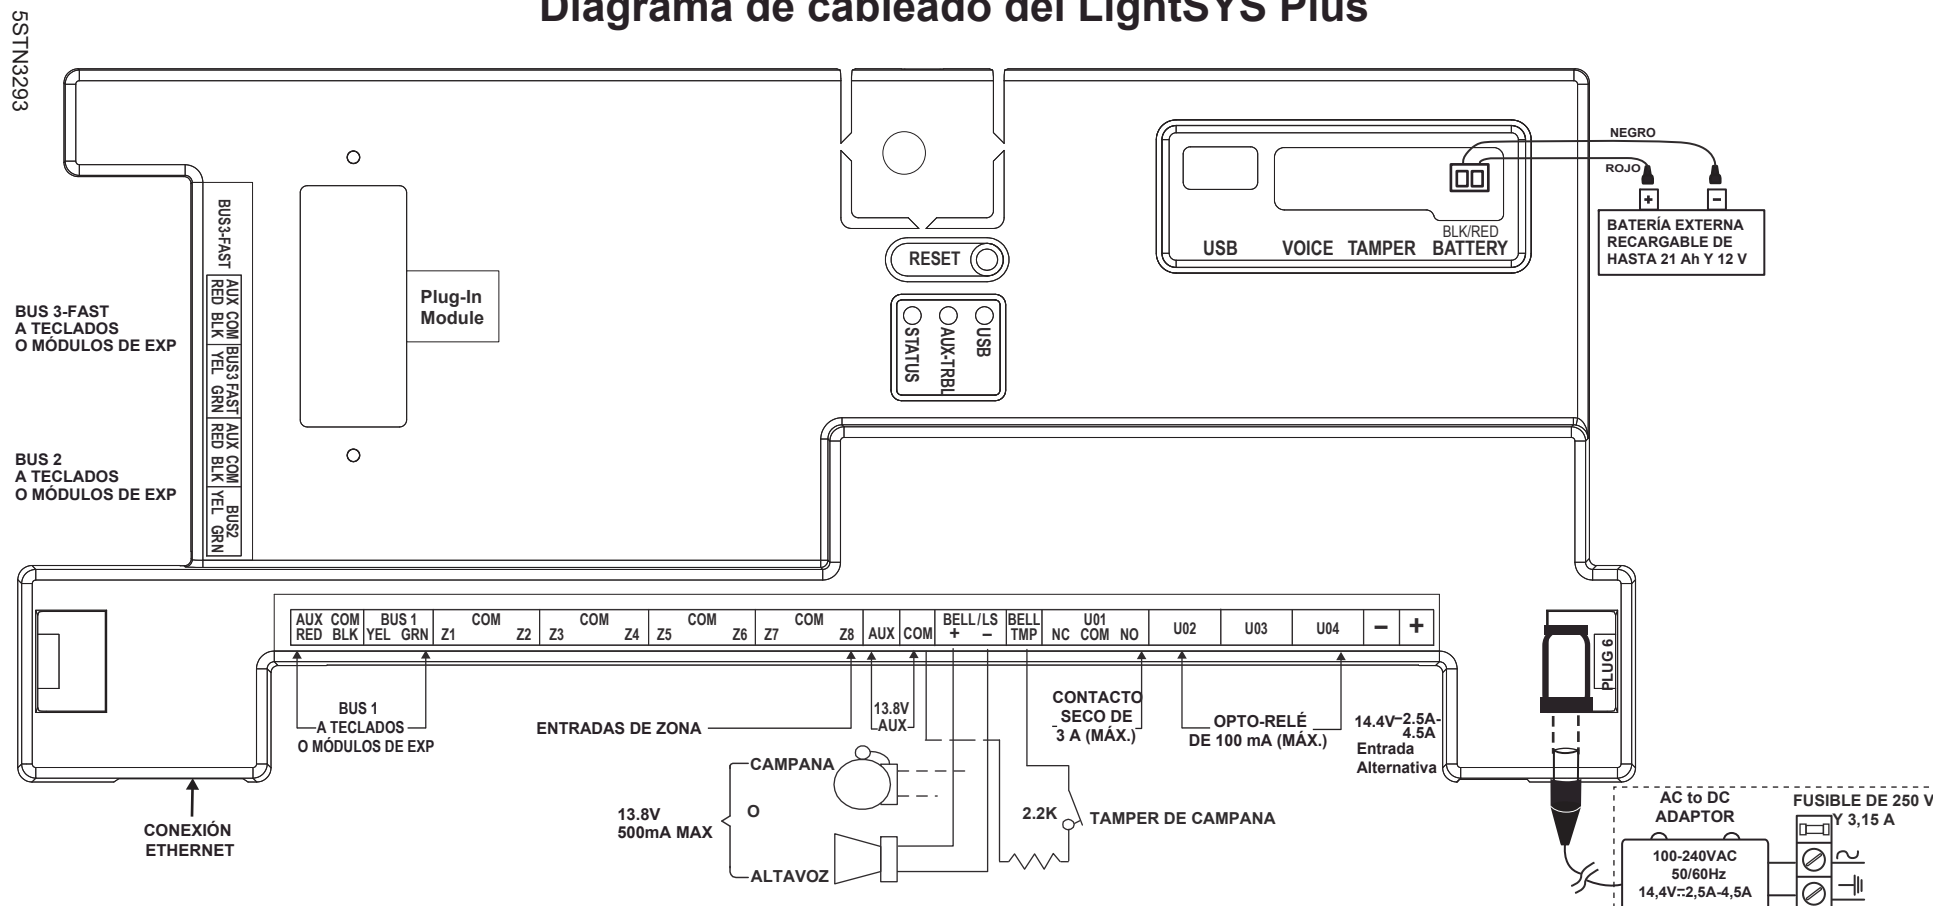 Diagrama de cableado del LightSYS Plus
5STN3293
NEGRO
ROJO
+
−
BATERÍA EXTERNA
RECARGABLE DE
HASTA 21 Ah Y 12 V
BLK/RED
USB VOICE TAMPER BATTERY
RESET
STATUS
AUX-TRBL
USB
Plug-In
Module
BUS 3-FAST
A TECLADOS
O MÓDULOS DE EXP
BUS 2
A TECLADOS
O MÓDULOS DE EXP
BUS3-FAST
AUX COM
RED BLK
BUS3 FAST
YEL GRN
AUX COM
RED BLK
BUS2
YEL GRN
AUX COM
RED BLK
BUS 1
YEL GRN
COM
Z1 Z2
COM
Z3 Z4
COM
Z5 Z6
COM
Z7 Z8
AUX
COM
BELL/LS
+ −
BELL
TMP
U01
NC COM NO
U02
U03
U04
−
+
PLUG 6
BUS 1
A TECLADOS
O MÓDULOS DE EXP
ENTRADAS DE ZONA
13.8V
AUX
CONTACTO
SECO DE
3 A (MÁX.)
OPTO-RELÉ
DE 100 mA (MÁX.)
14.4V⎓2.5A-
4.5A
Entrada
Alternativa
CONEXIÓN
ETHERNET
13.8V
500mA MAX
CAMPANA
O
ALTAVOZ
2.2K
TAMPER DE CAMPANA
AC to DC
ADAPTOR
100-240VAC
50/60Hz
14,4V⎓2,5A-4,5A
FUSIBLE DE 250 V
Y 3,15 A